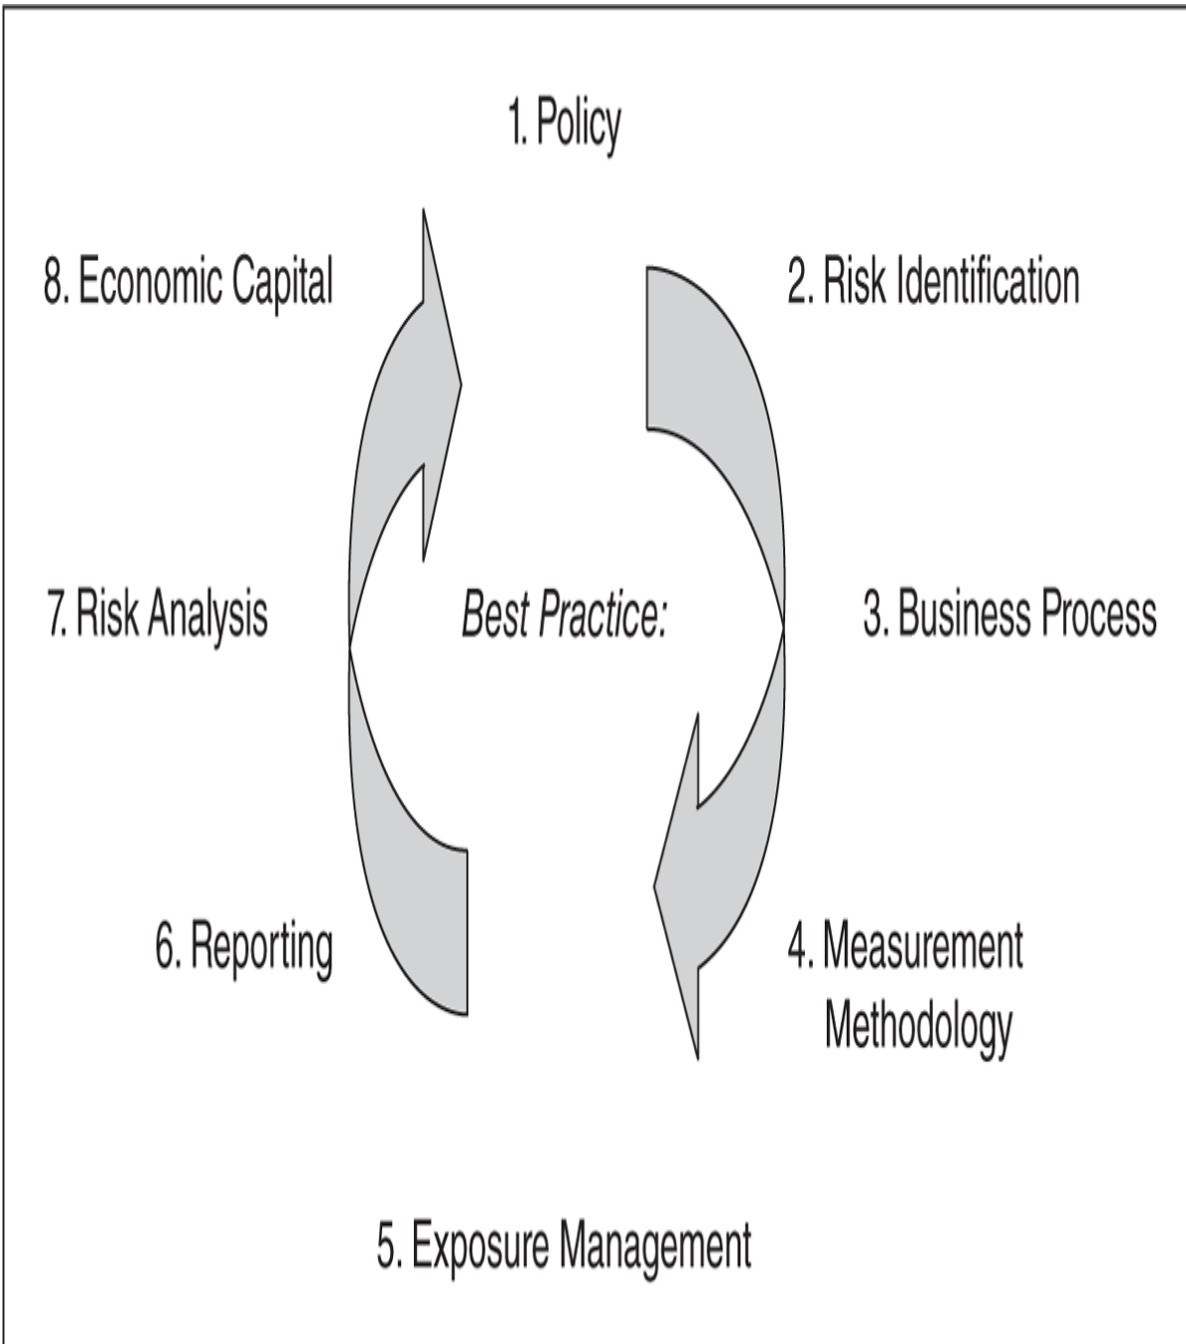 1. Policy
2. Risk Identification
3. Business Process
4. Measurement
Methodology
5. Exposure Management
6. Reporting
7. Risk Analysis
8. Economic Capital
Best Practice: